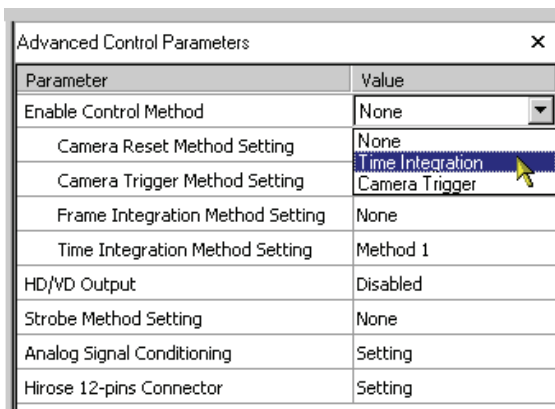 Advanced Control Parameters
Parameter Value
Enable Control Method None
Camera Reset Method Setting None
Camera Trigger Method Setting Time Integration
Camera Trigger
Frame Integration Method Setting None
Time Integration Method Setting Method 1
HD/VD Output Disabled
Strobe Method Setting None
Analog Signal Conditioning Setting
Hirose 12-pins Connector Setting